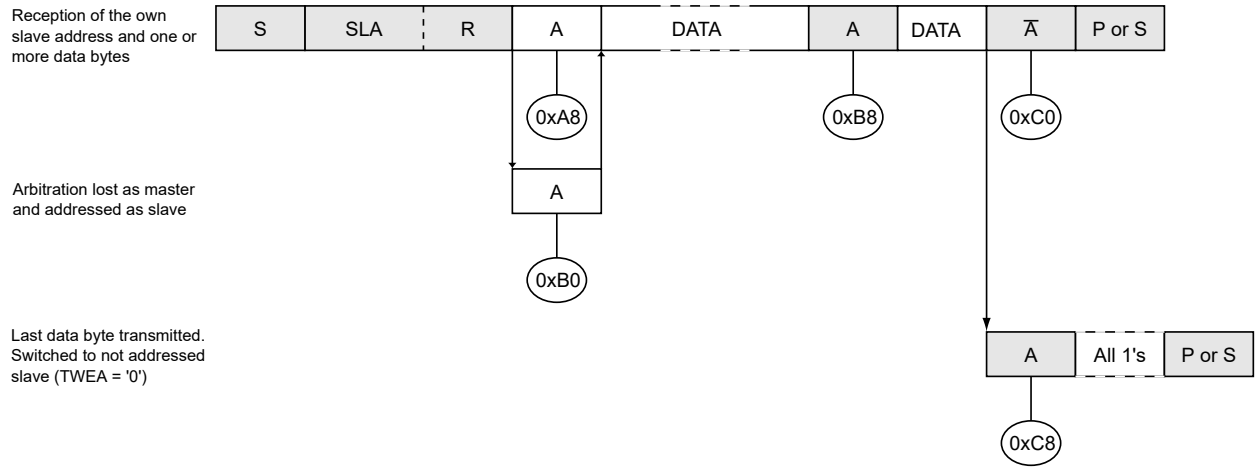 Reception of the own
slave address and one or
more data bytes
S SLA R A DATA A DATA A̅ P or S
0xA8 0xB8 0xC0
Arbitration lost as master
and addressed as slave
A
0xB0
Last data byte transmitted.
Switched to not addressed
slave (TWEA = '0')
A All 1's P or S
0xC8